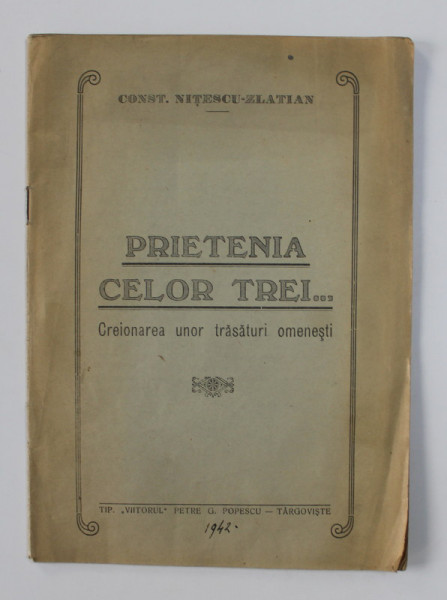 CONST. NIȚESCU-ZLATIAN
PRIETENIA
CELOR TREI...
Creionarea unor trăsături omenești
TIP. „VIITORUL" PETRE G. POPESCU — TÂRGOVIȘTE
1942.